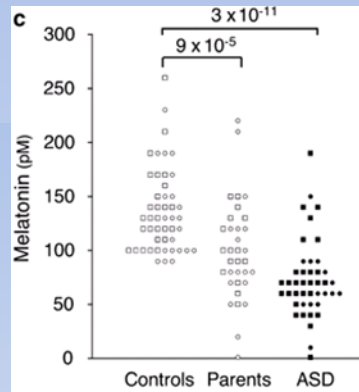 c
3 x 10-11
9 x 10-5
300
250
200
150
100
50
0
Melatonin (pM)
Controls Parents ASD